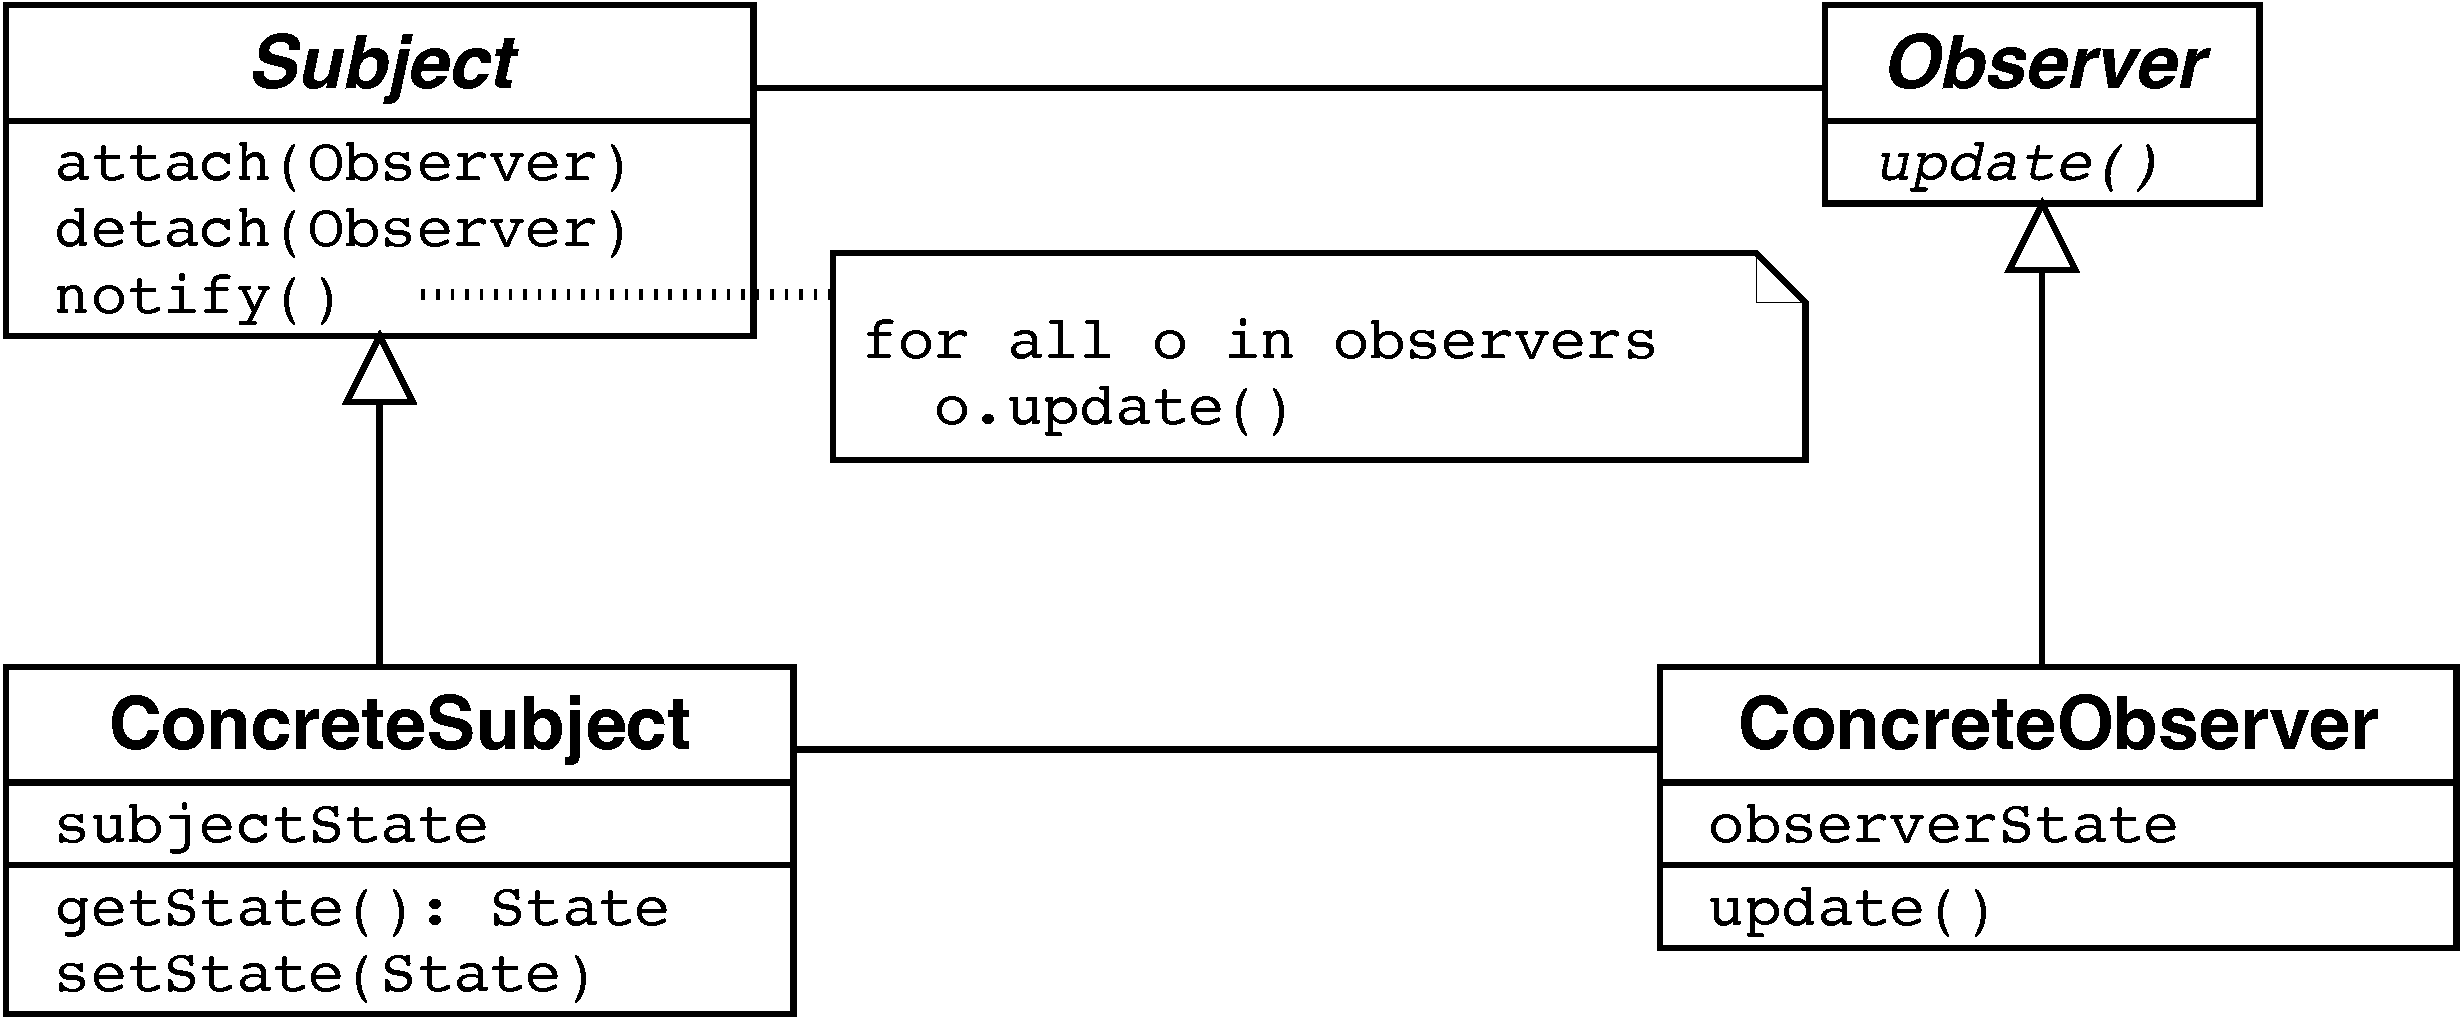 Subject
attach(Observer)
detach(Observer)
notify()
Observer
update()
for all o in observers
o.update()
ConcreteSubject
subjectState
getState(): State
setState(State)
ConcreteObserver
observerState
update()